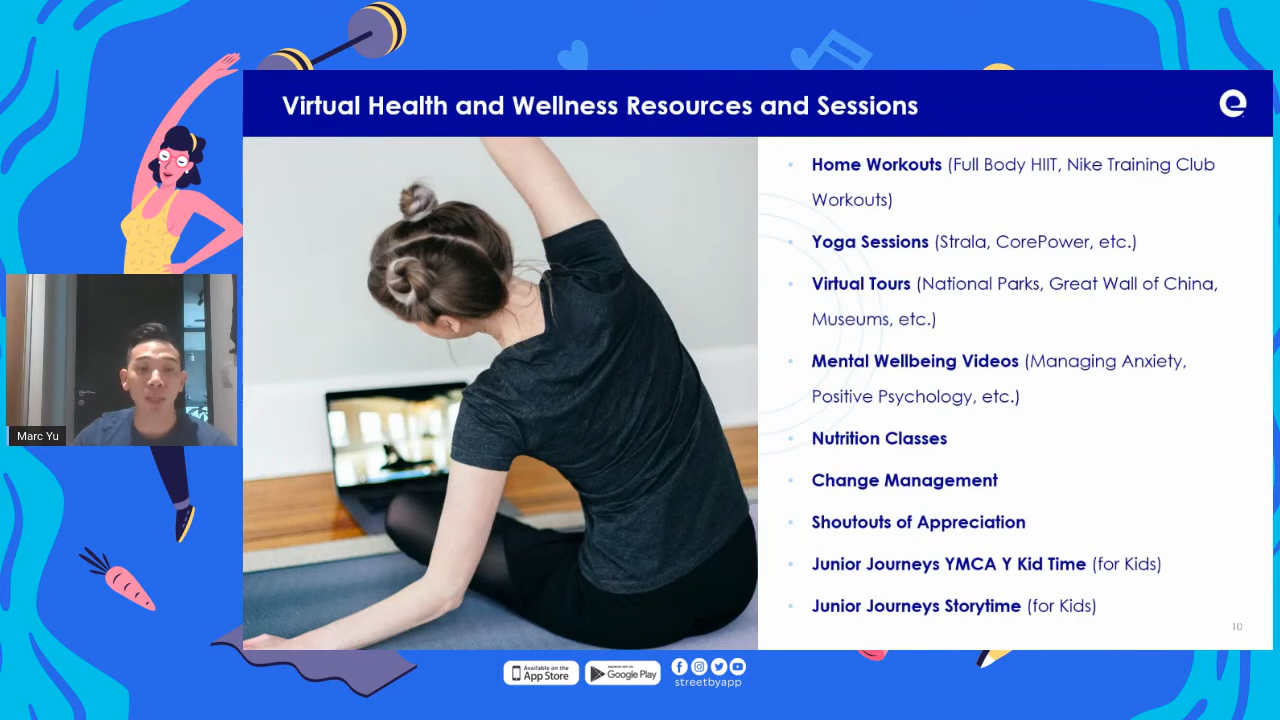 Virtual Health and Wellness Resources and Sessions
• Home Workouts (Full Body HIIT, Nike Training Club
Workouts)
• Yoga Sessions (Strala, CorePower, etc.)
• Virtual Tours (National Parks, Great Wall of China,
Museums, etc.)
• Mental Wellbeing Videos (Managing Anxiety,
Positive Psychology, etc.)
• Nutrition Classes
• Change Management
• Shoutouts of Appreciation
• Junior Journeys YMCA Y Kid Time (for Kids)
• Junior Journeys Storytime (for Kids)
10
Marc Yu
Available on the
App Store
Google Play
streetbyapp